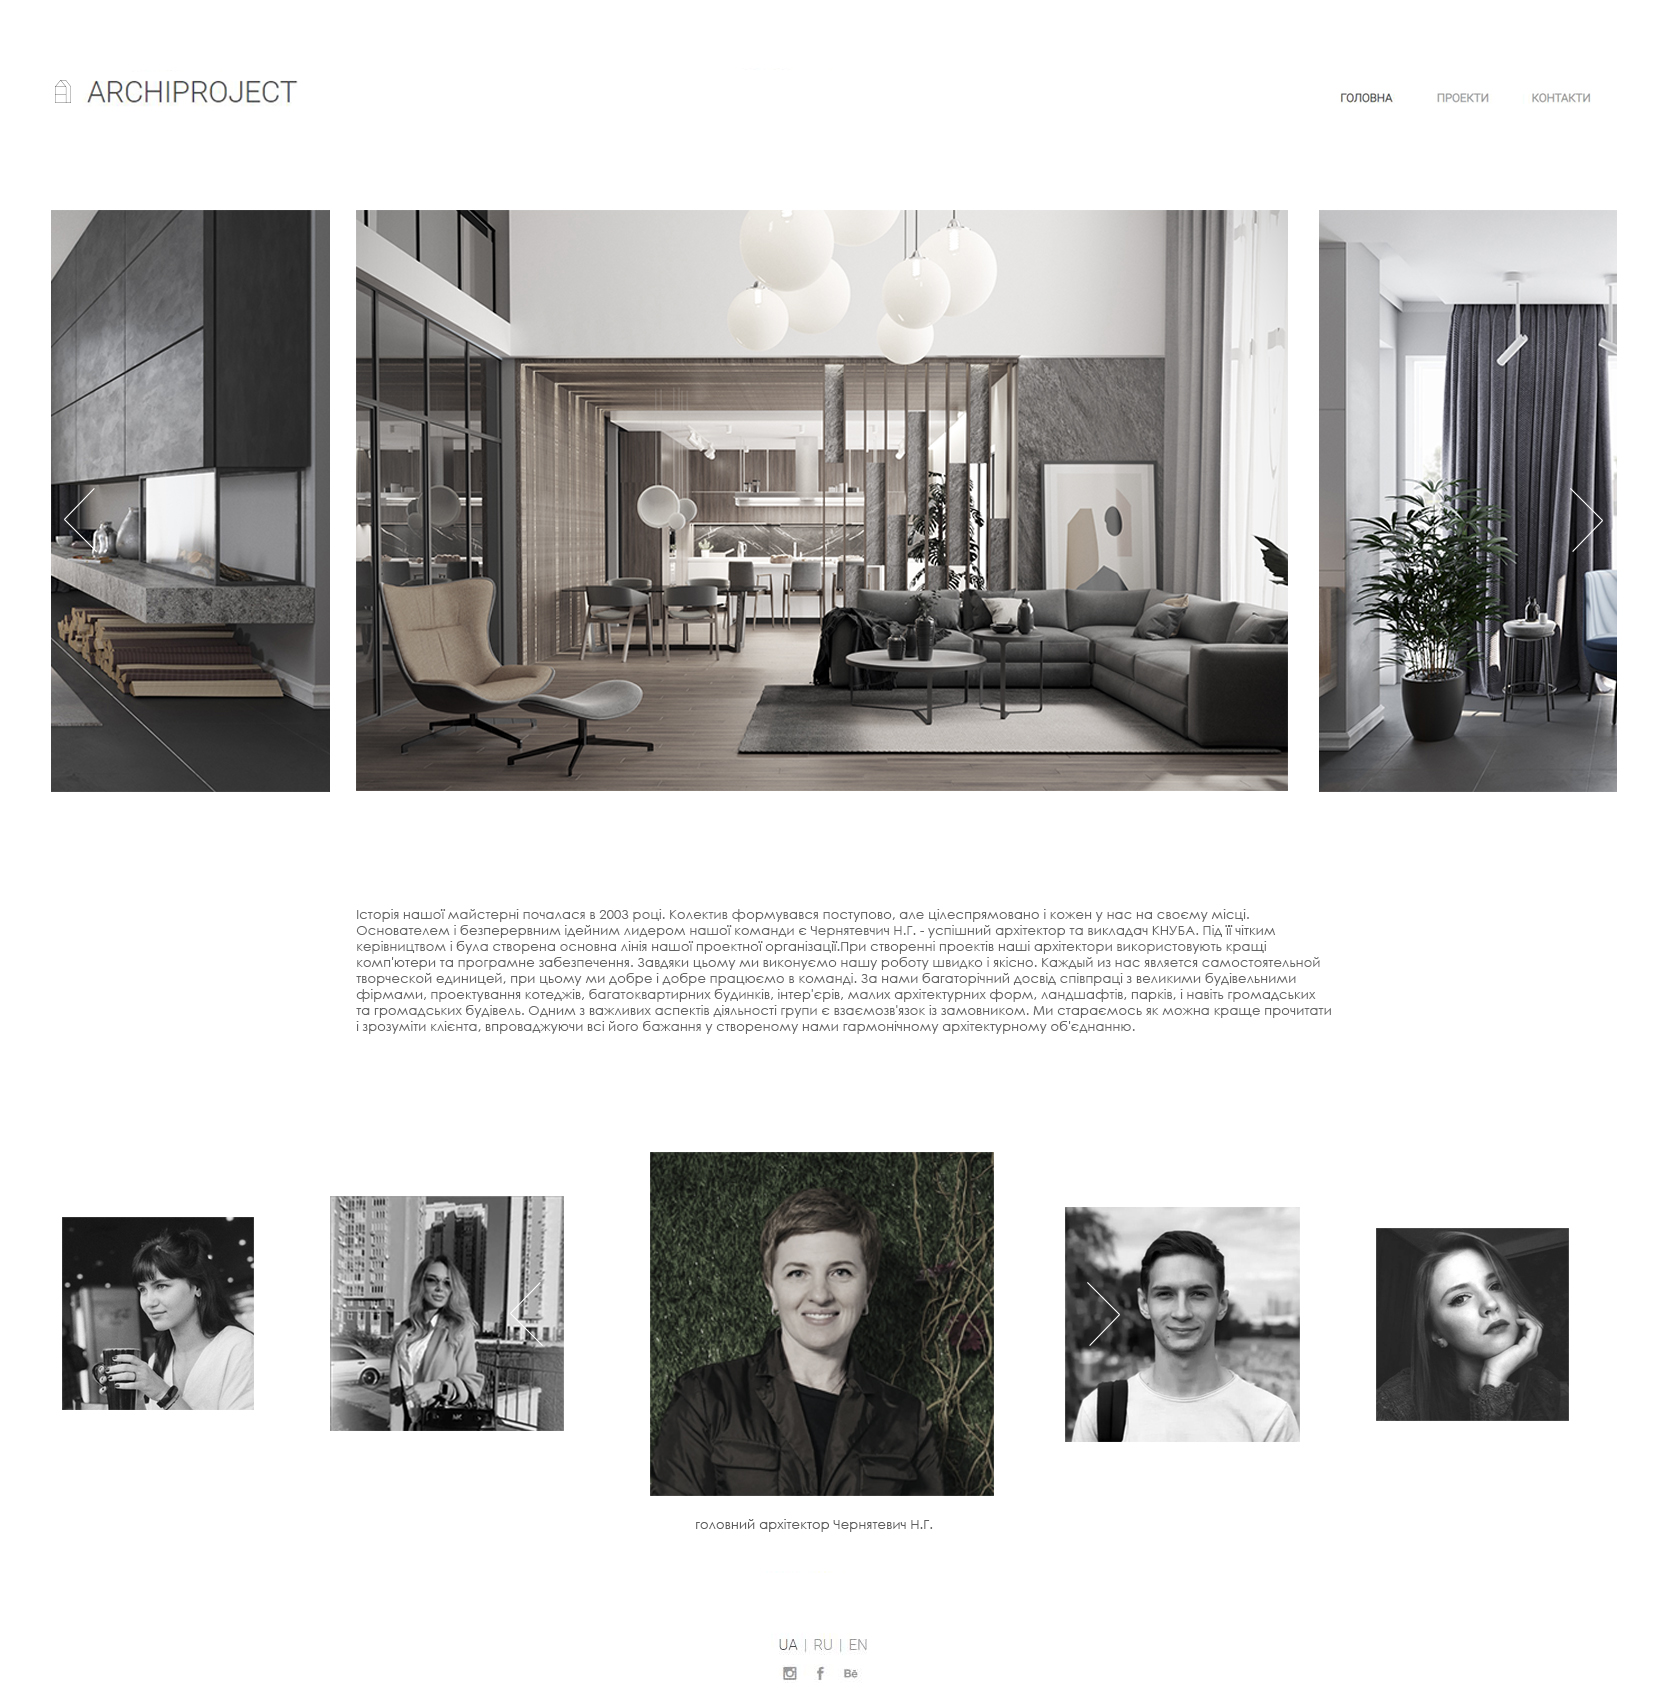 ARCHIPROJECT
ГОЛОВНА ПРОЕКТИ КОНТАКТИ
Історія нашої майстерні почалася в 2003 році. Колектив формувався поступово, але цілеспрямовано і кожен у нас на своєму місці.
Основателем і безперервним ідейним лидером нашої команди є Чернятевчич Н.Г. - успішний архітектор та викладач КНУБА. Під її чітким
керівництвом і була створена основна лінія нашої проектної організації.При створенні проектів наші архітектори використовують кращі
комп'ютери та програмне забезпечення. Завдяки цьому ми виконуємо нашу роботу швидко і якісно. Каждый из нас является самостоятельной
творческой единицей, при цьому ми добре і добре працюємо в команді. За нами багаторічний досвід співпраці з великими будівельними
фірмами, проектування котеджів, багатоквартирних будинків, інтер'єрів, малих архітектурних форм, ландшафтів, парків, і навіть громадських
та громадських будівель. Одним з важливих аспектів діяльності групи є взаємозв'язок із замовником. Ми стараємось як можна краще прочитати
і зрозуміти клієнта, впроваджуючи всі його бажання у створеному нами гармонічному архітектурному об'єднанню.
головний архітектор Чернятевич Н.Г.
UA | RU | EN
f Bē